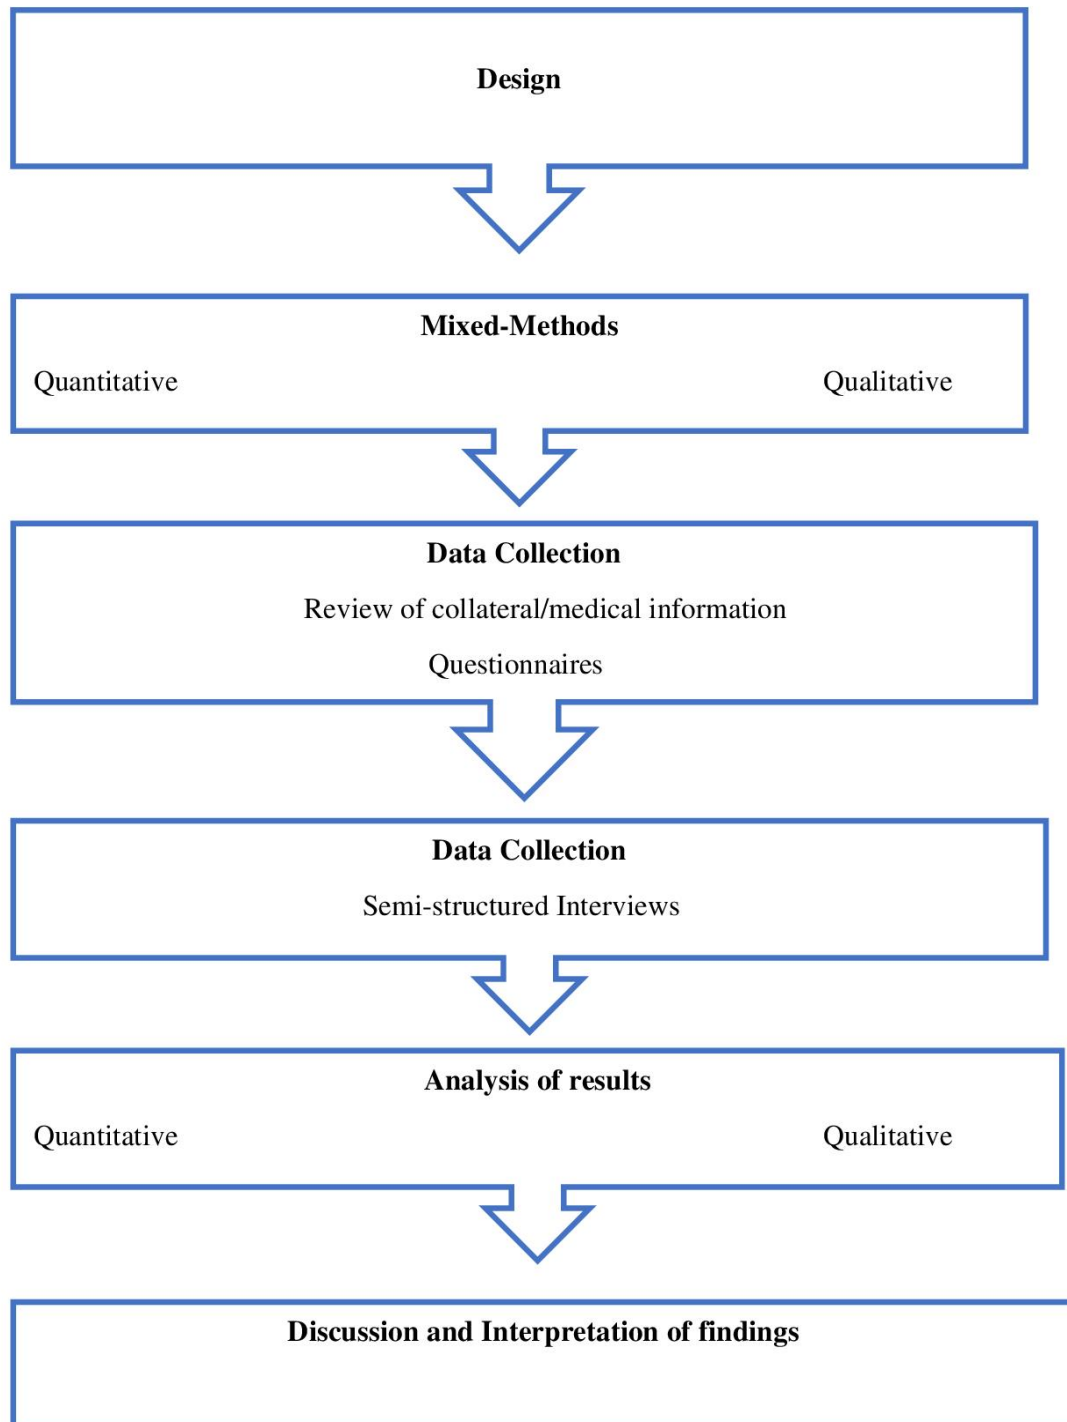 Design
Mixed-Methods
Quantitative Qualitative
Data Collection
Review of collateral/medical information
Questionnaires
Data Collection
Semi-structured Interviews
Analysis of results
Quantitative Qualitative
Discussion and Interpretation of findings